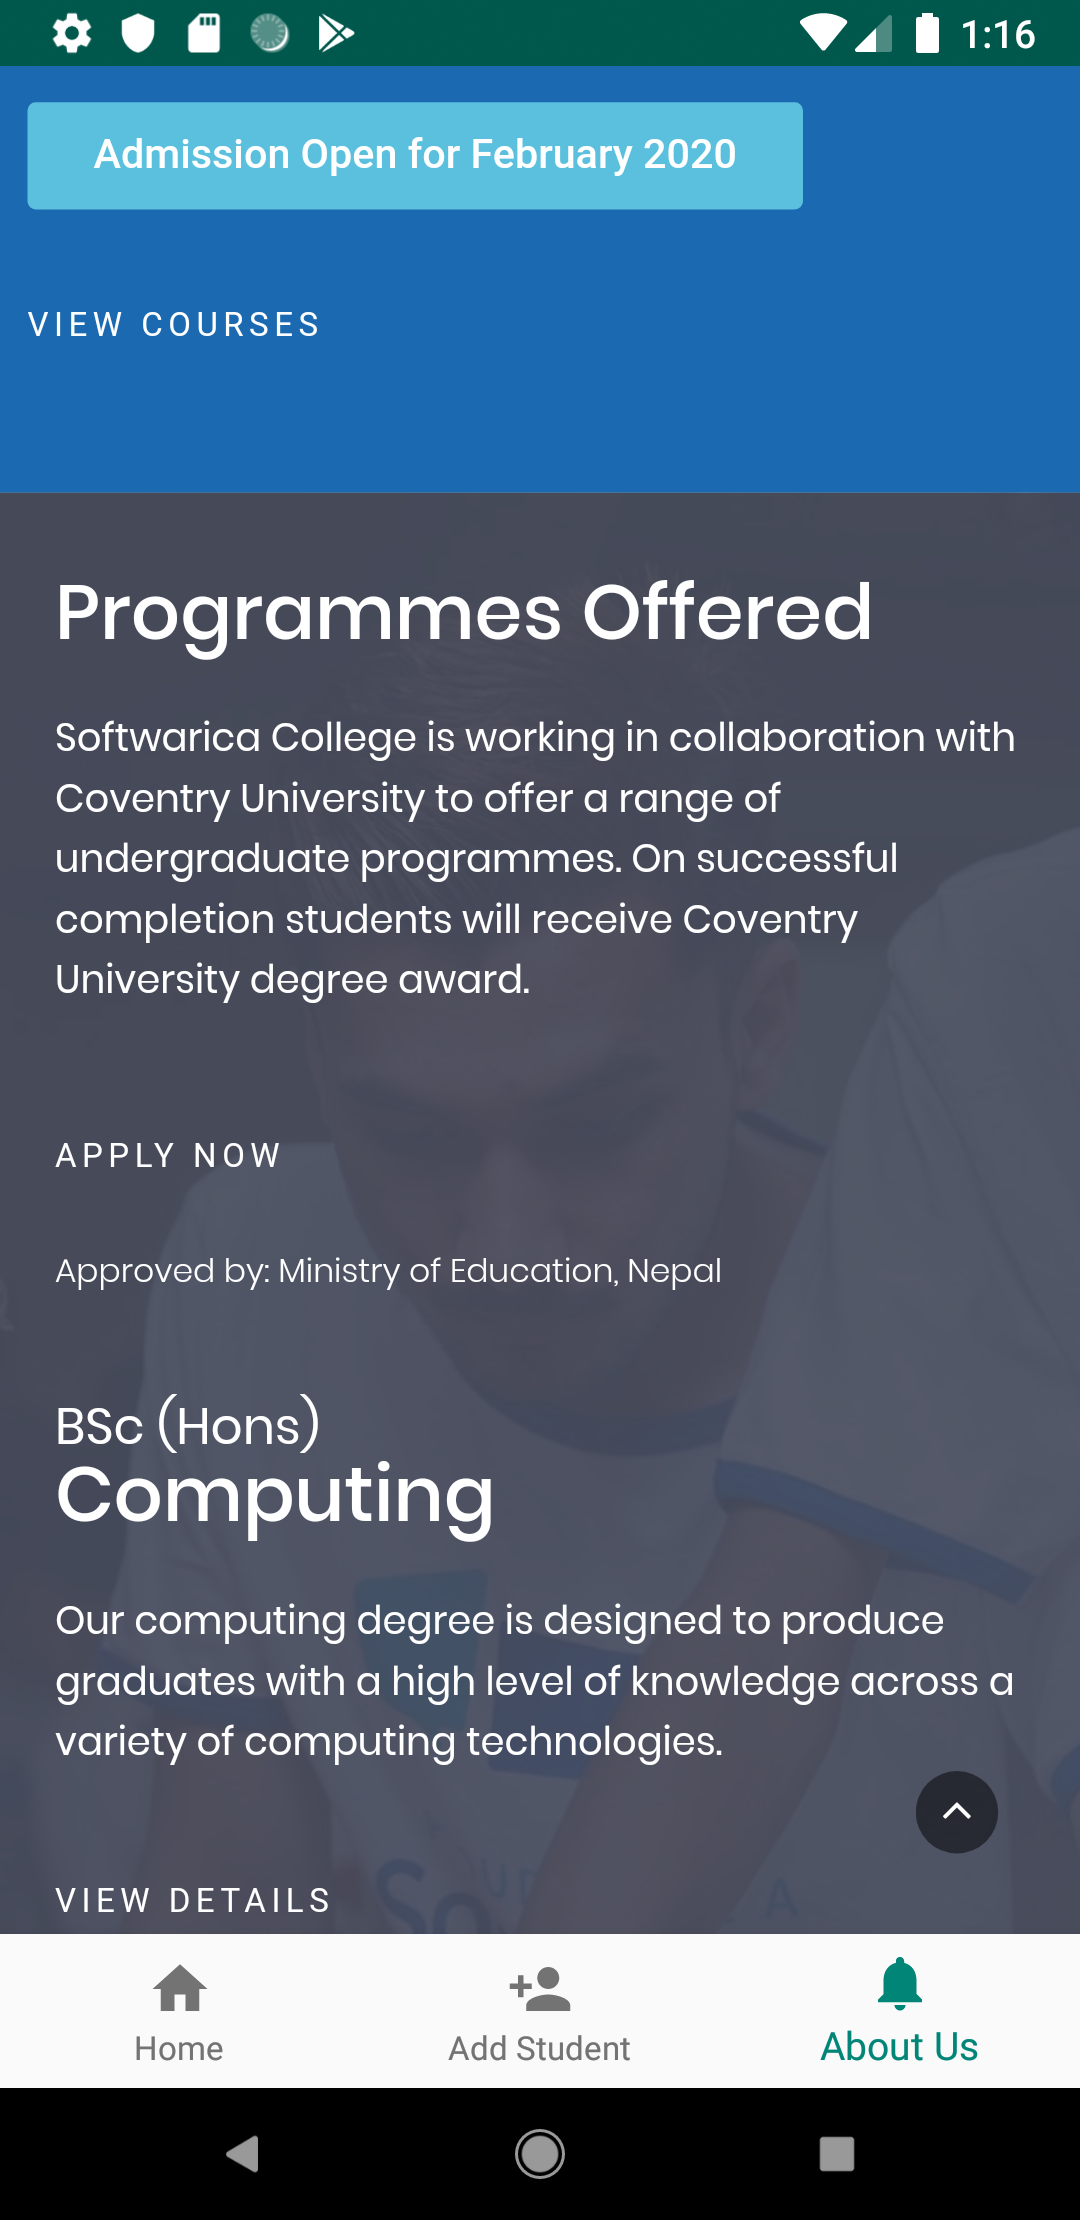 1:16
Admission Open for February 2020
VIEW COURSES
Programmes Offered
Softwarica College is working in collaboration with
Coventry University to offer a range of
undergraduate programmes. On successful
completion students will receive Coventry
University degree award.
APPLY NOW
Approved by: Ministry of Education, Nepal
BSc (Hons)
Computing
Our computing degree is designed to produce
graduates with a high level of knowledge across a
variety of computing technologies.
VIEW DETAILS
Home
Add Student
About Us